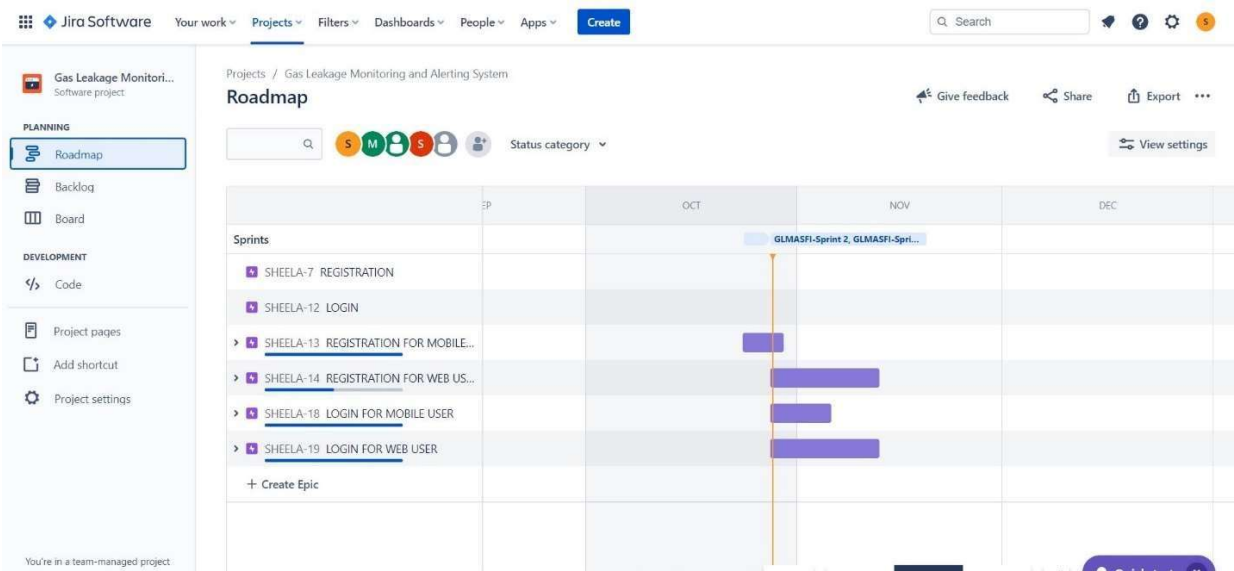 Jira Software Your work Projects Filters Dashboards People Apps Create Search S
Gas Leakage Monitori...
Software project
PLANNING
Roadmap
Backlog
Board
DEVELOPMENT
Code
Project pages
Add shortcut
Project settings
You're in a team-managed project
Projects / Gas Leakage Monitoring and Alerting System
Roadmap
Give feedback Share Export
S M S Status category View settings
EP OCT NOV DEC
Sprints GLMASFI-Sprint 2, GLMASFI-Spri...
SHEELA-7 REGISTRATION
SHEELA-12 LOGIN
SHEELA-13 REGISTRATION FOR MOBILE...
SHEELA-14 REGISTRATION FOR WEB US...
SHEELA-18 LOGIN FOR MOBILE USER
SHEELA-19 LOGIN FOR WEB USER
+ Create Epic